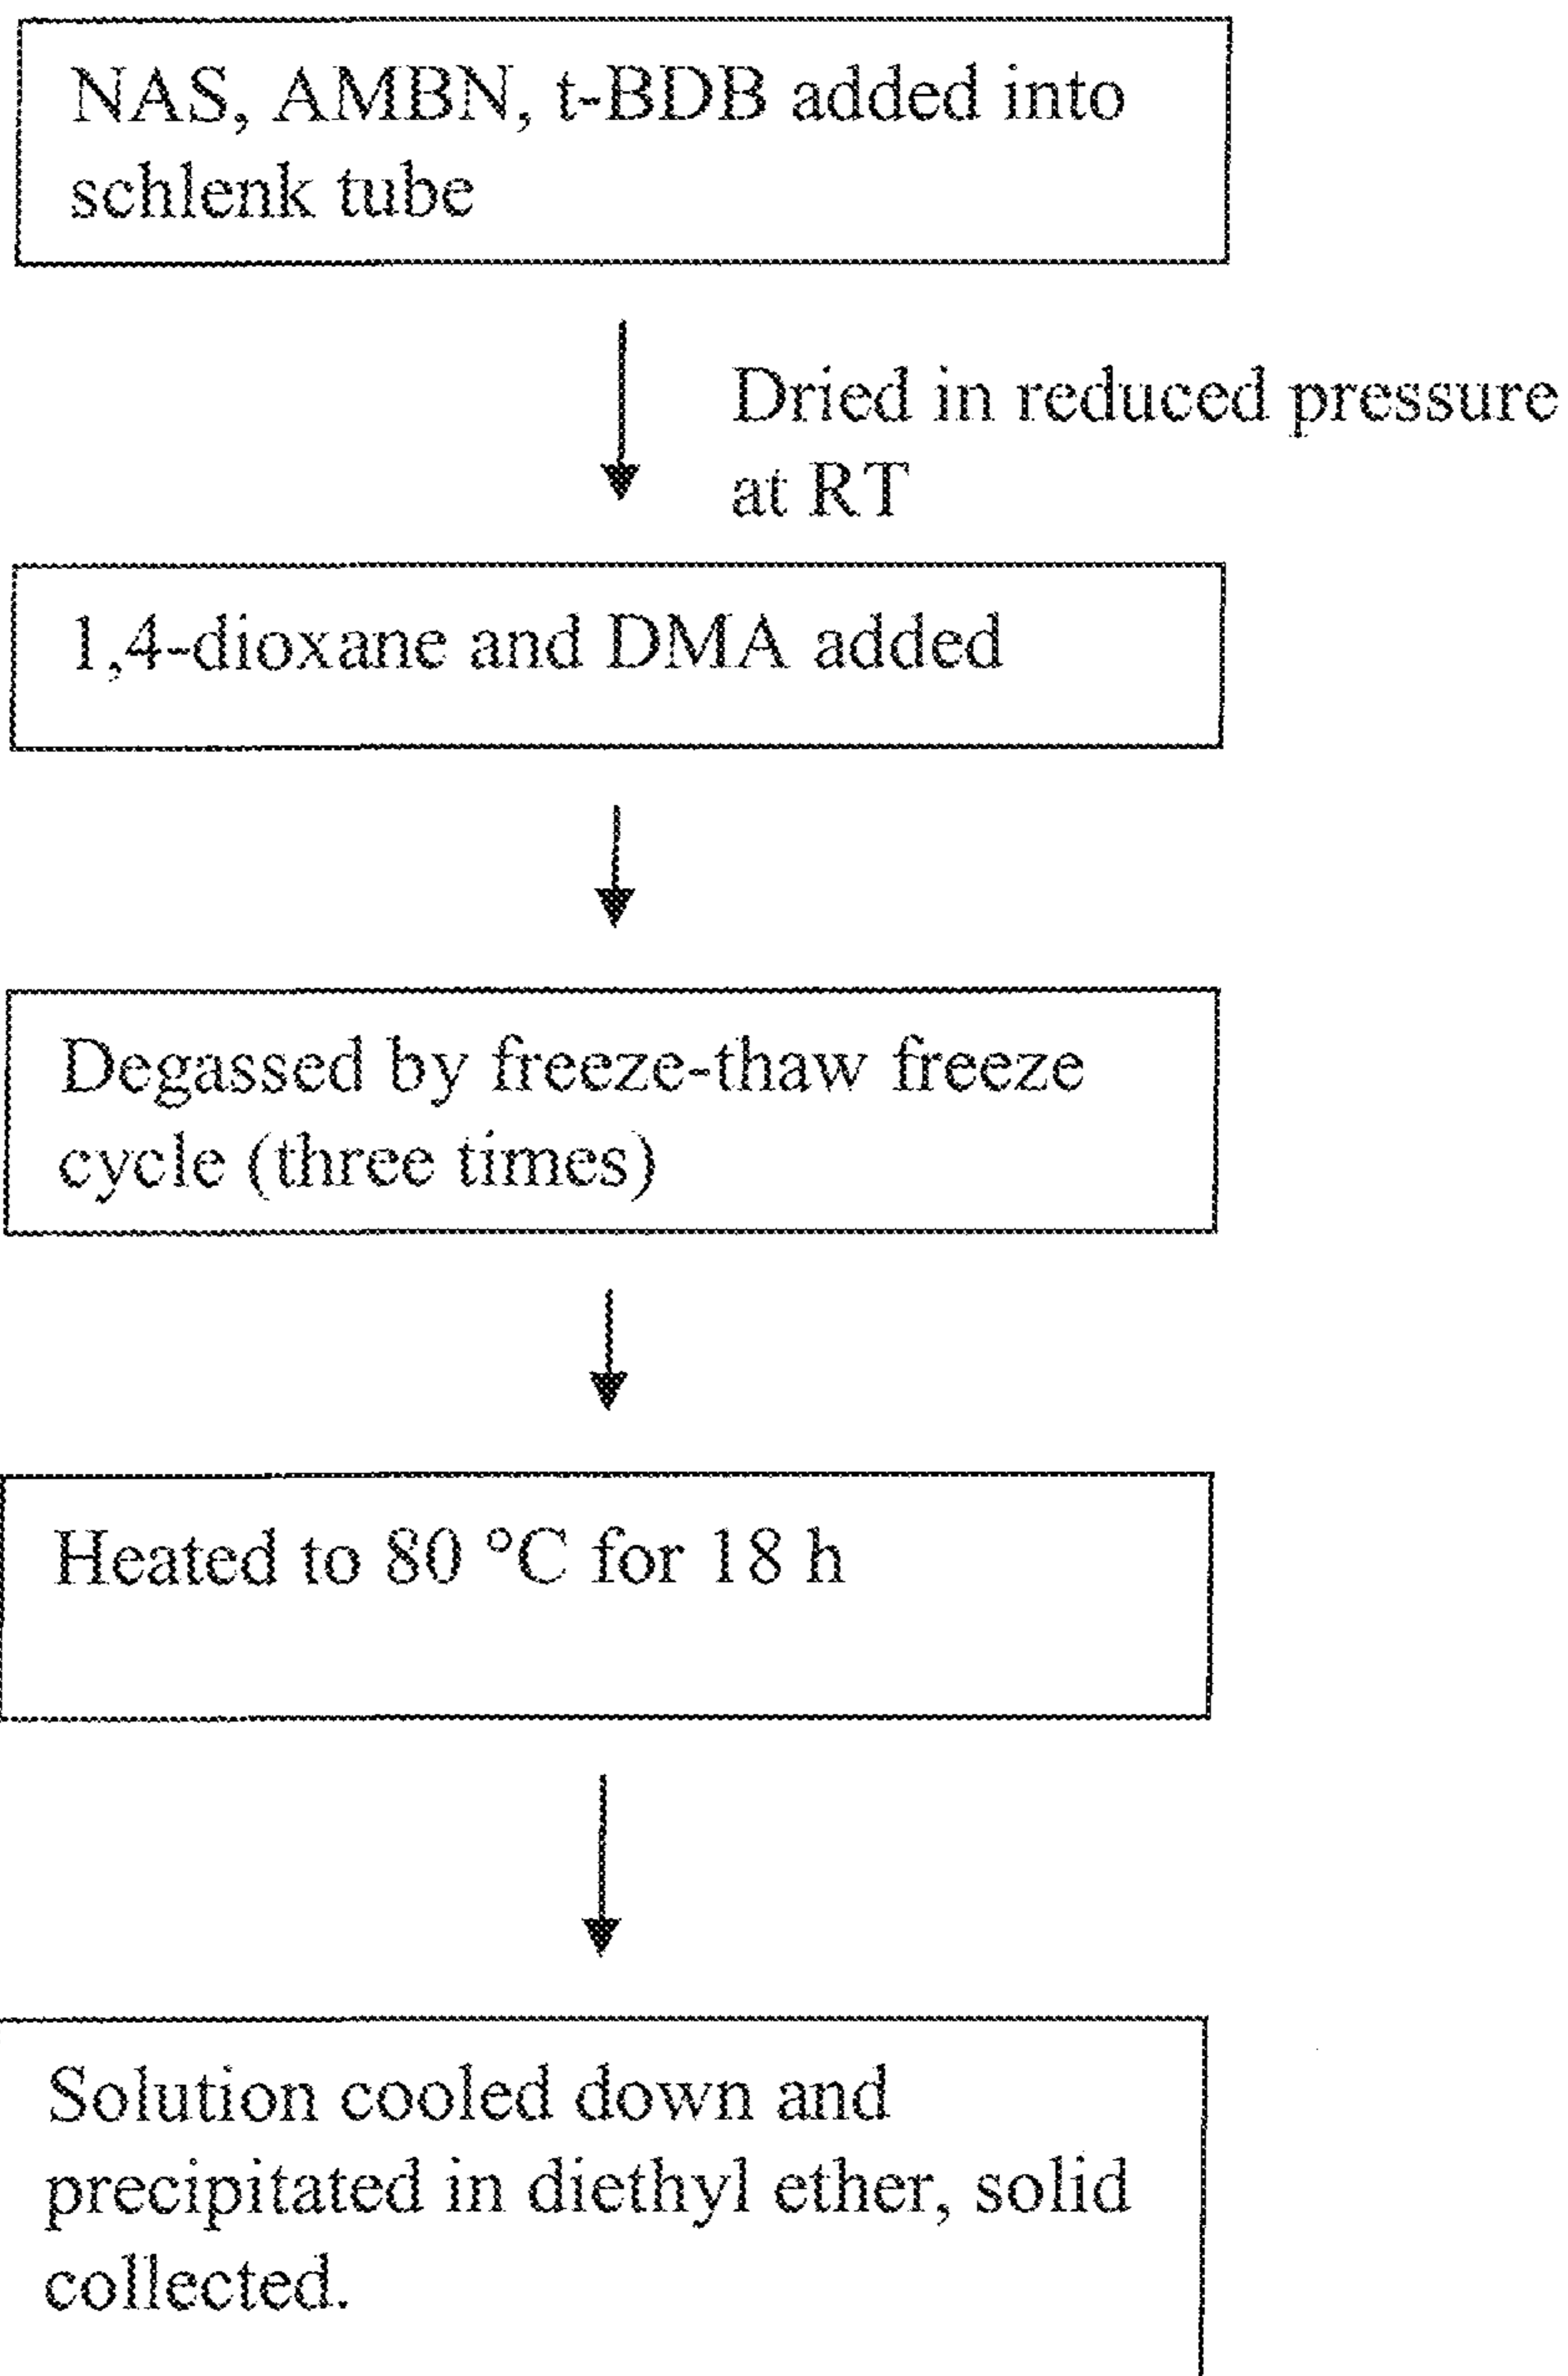 NAS, AMBN, t-BDB added into
schlenk tube
Dried in reduced pressure
at RT
1,4-dioxane and DMA added
Degassed by freeze-thaw freeze
cycle (three times)
Heated to 80 °C for 18 h
Solution cooled down and
precipitated in diethyl ether, solid
collected.